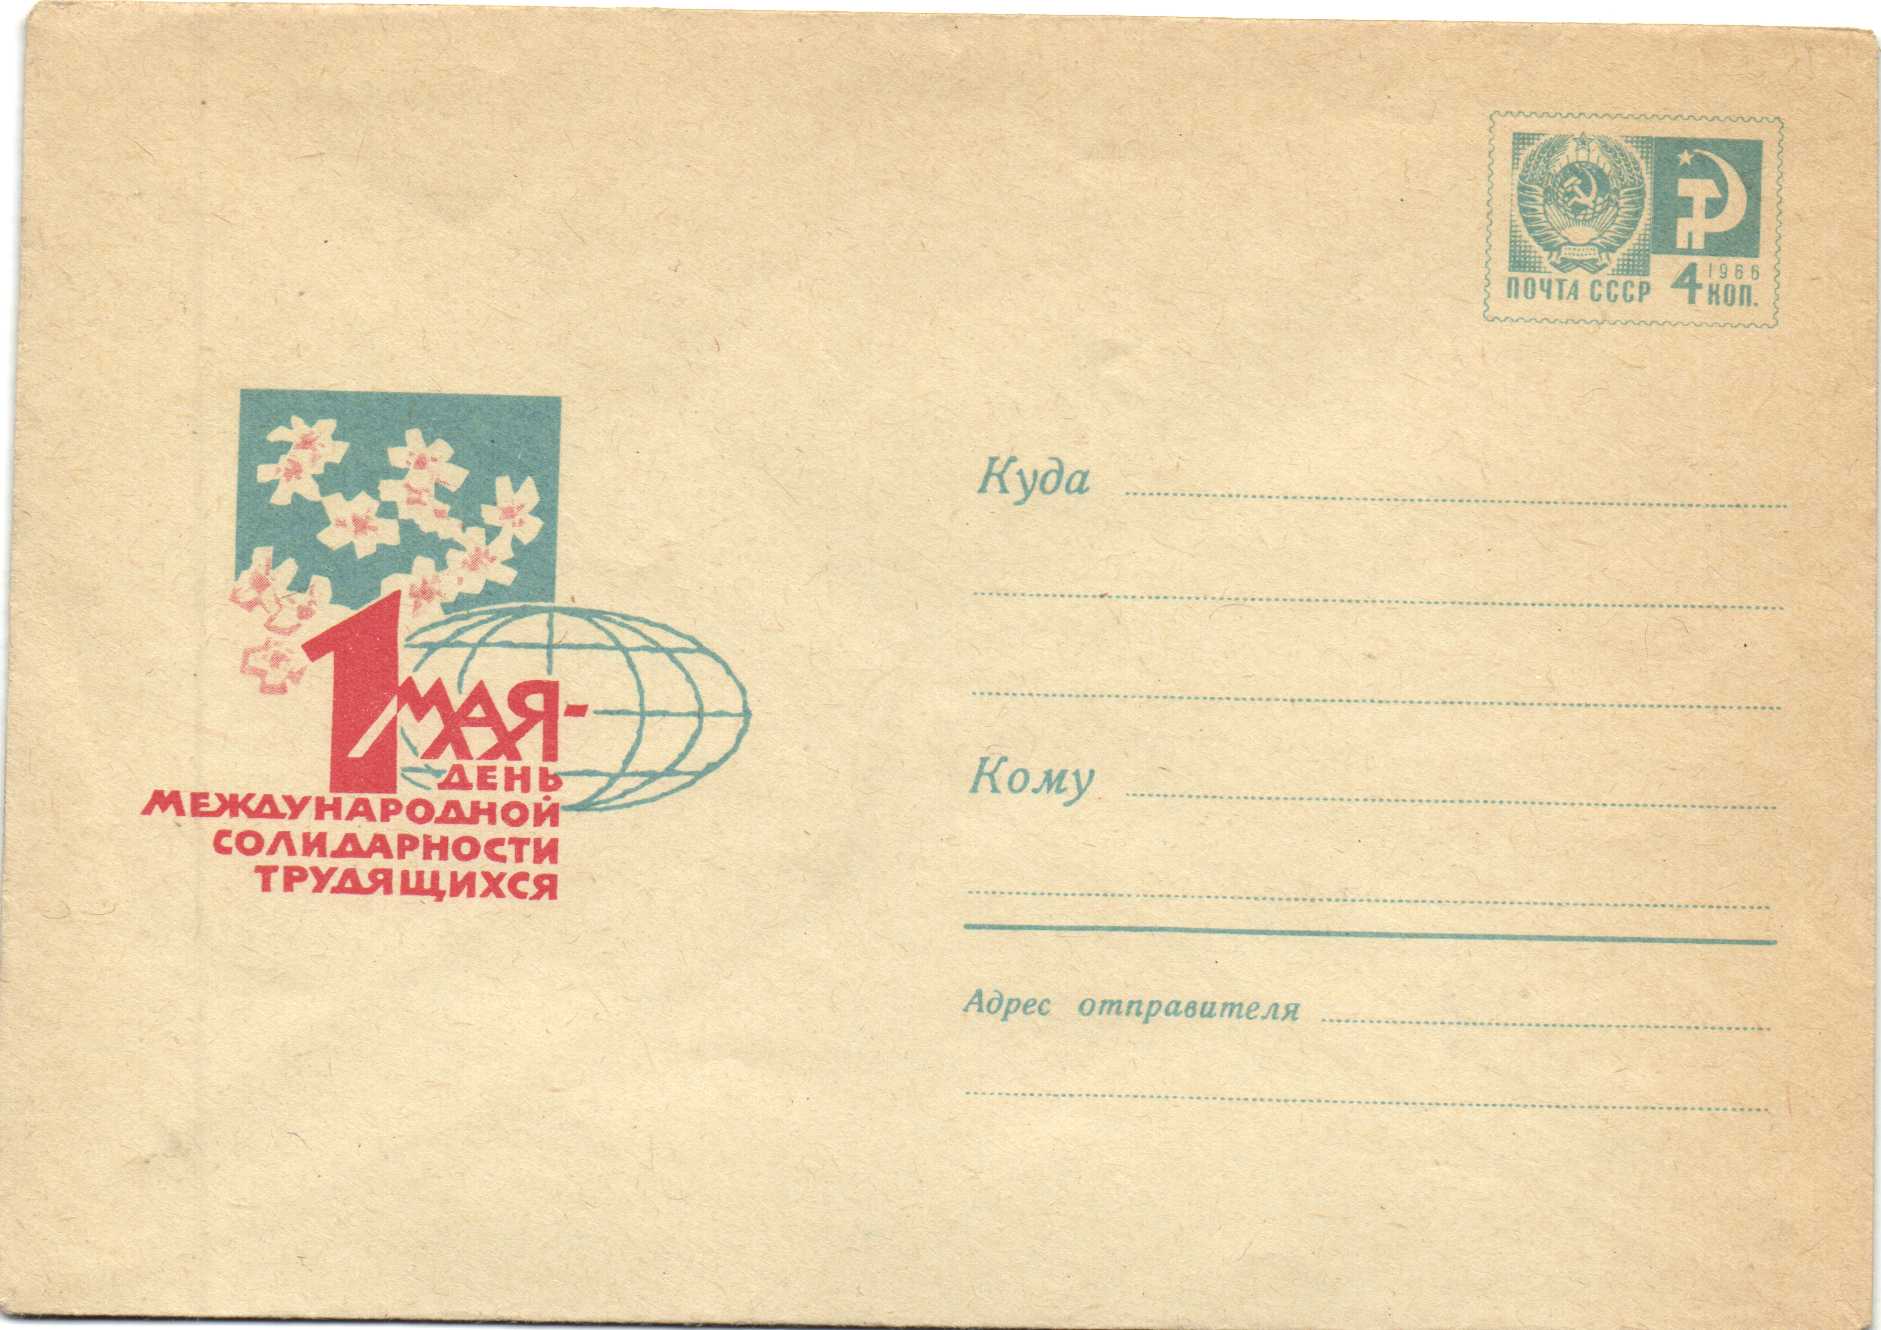 1966
ПОЧТА СССР 4 КОП.
Куда
1 МАЯ-
ДЕНЬ
МЕЖДУНАРОДНОЙ
СОЛИДАРНОСТИ
ТРУДЯЩИХСЯ
Кому
Адрес отправителя